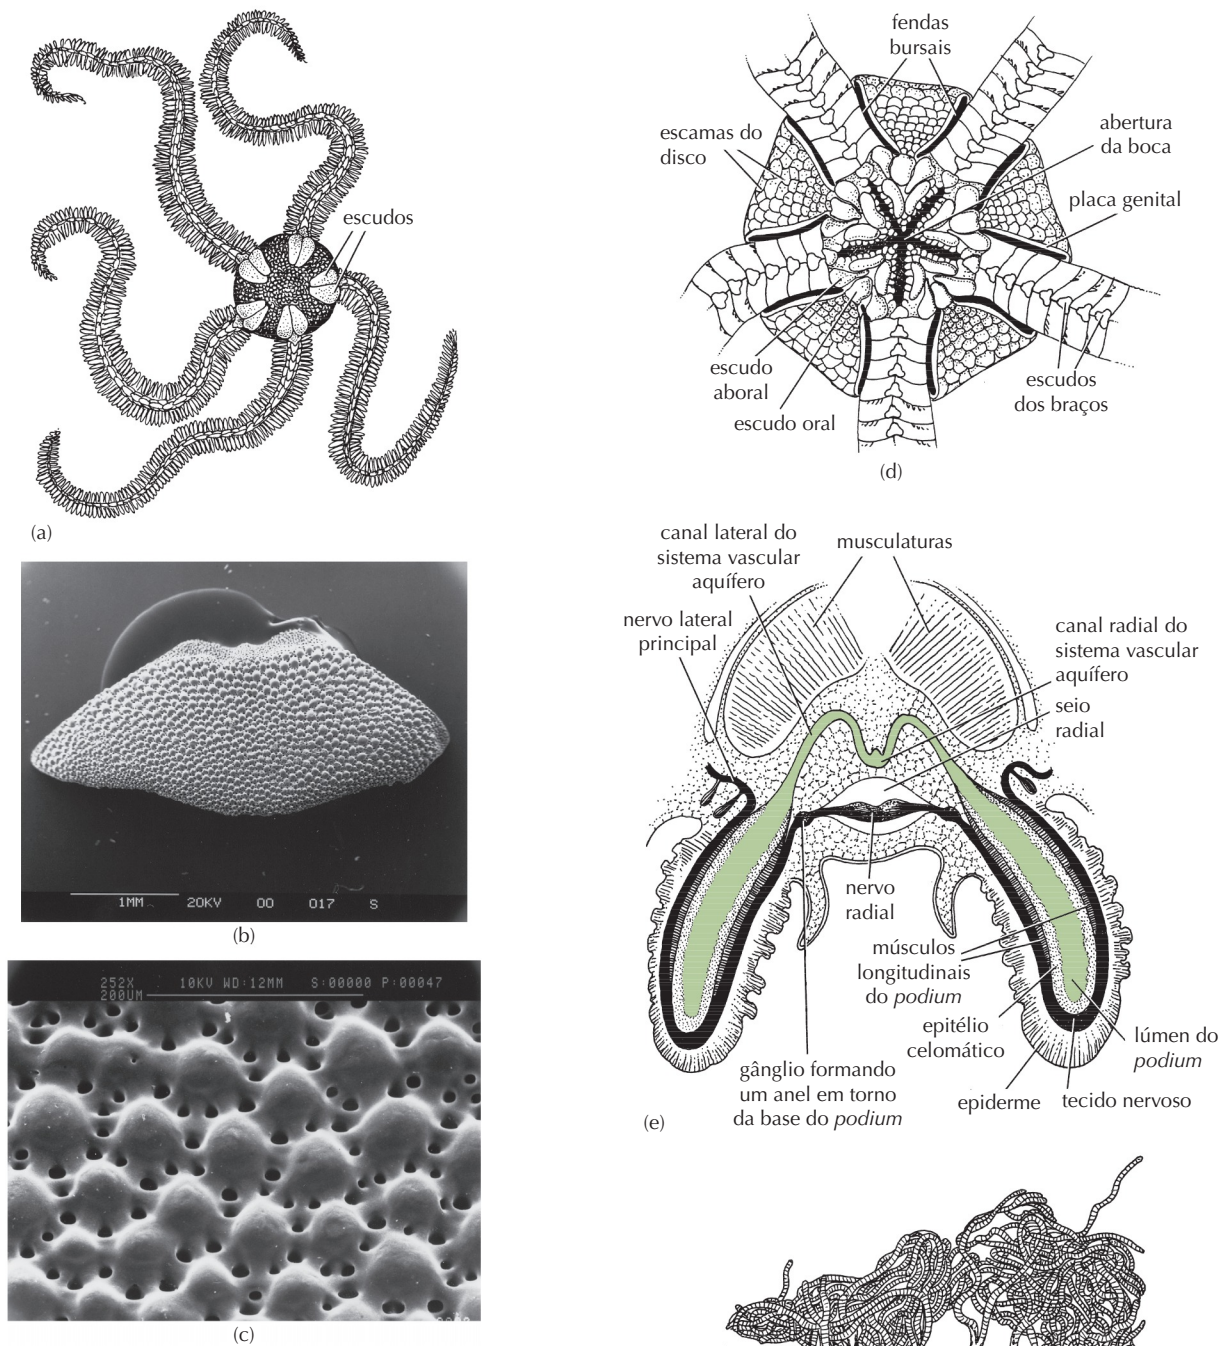 escudos
(a)
1MM 20KV 00 017 S
(b)
252X 10KV WD:12MM S:00000 P:00047
200UM
(c)
fendas
bursais
escamas do
disco
abertura
da boca
placa genital
escudo
aboral
escudo oral
escudos
dos braços
(d)
canal lateral do
sistema vascular
aquífero
musculaturas
nervo lateral
principal
canal radial do
sistema vascular
aquífero
seio
radial
nervo
radial
músculos
longitudinais
do podium
epitélio
celomático
lúmen do
podium
gânglio formando
um anel em torno
da base do podium
epiderme
tecido nervoso
(e)